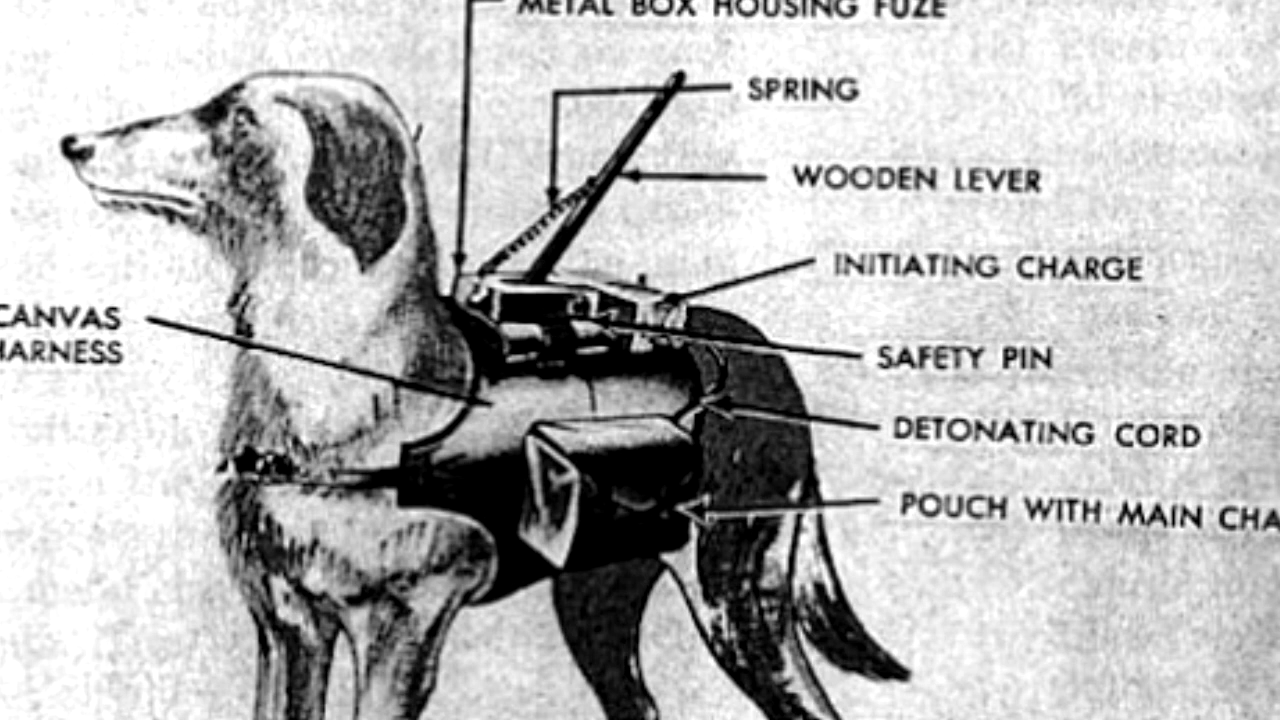 METAL BOX HOUSING FUZE
SPRING
WOODEN LEVER
INITIATING CHARGE
CANVAS
HARNESS
SAFETY PIN
DETONATING CORD
POUCH WITH MAIN CHA